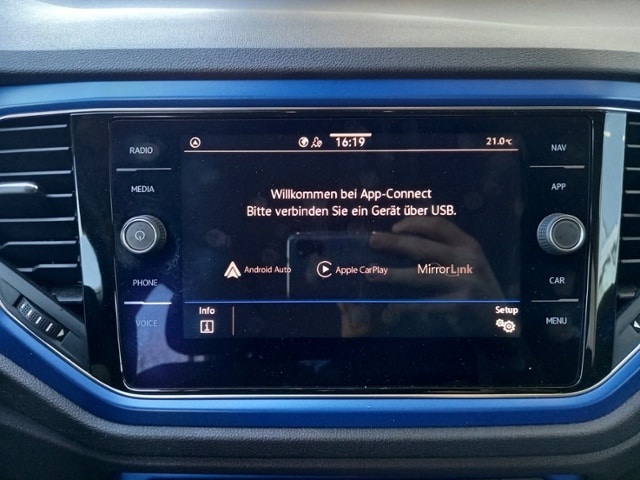 RADIO
MEDIA
PHONE
VOICE
16:19
21.0°C
Willkommen bei App-Connect
Bitte verbinden Sie ein Gerät über USB.
Android Auto
Apple CarPlay
MirrorLink
Info
Setup
NAV
APP
CAR
MENU